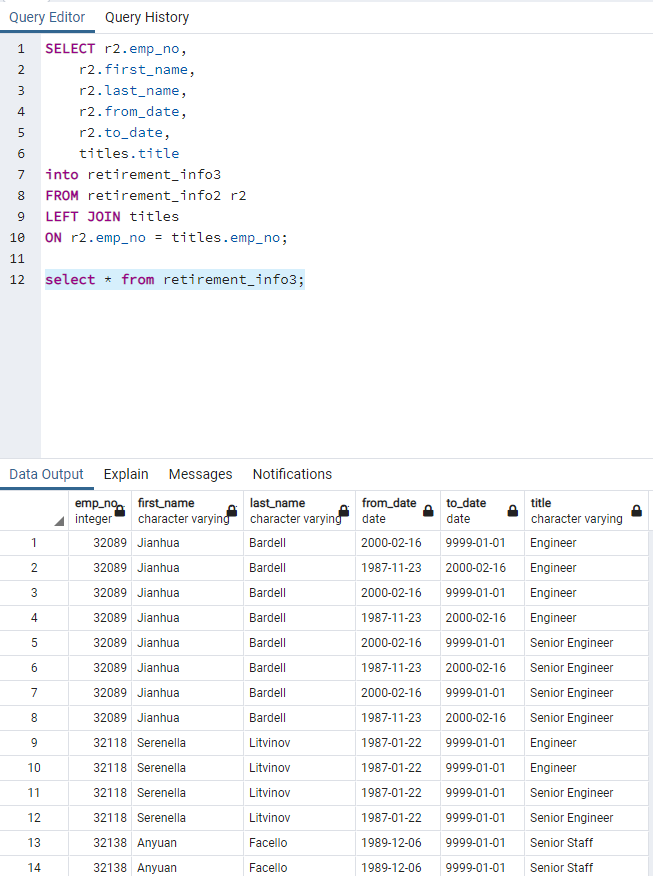 Query Editor Query History
1 SELECT r2.emp_no,
2 r2.first_name,
3 r2.last_name,
4 r2.from_date,
5 r2.to_date,
6 titles.title
7 into retirement_info3
8 FROM retirement_info2 r2
9 LEFT JOIN titles
10 ON r2.emp_no = titles.emp_no;
11
12 select * from retirement_info3;
Data Output Explain Messages Notifications
emp_no first_name last_name from_date to_date title
integer character varying character varying date date character varying
1 32089 Jianhua Bardell 2000-02-16 9999-01-01 Engineer
2 32089 Jianhua Bardell 1987-11-23 2000-02-16 Engineer
3 32089 Jianhua Bardell 2000-02-16 9999-01-01 Engineer
4 32089 Jianhua Bardell 1987-11-23 2000-02-16 Engineer
5 32089 Jianhua Bardell 2000-02-16 9999-01-01 Senior Engineer
6 32089 Jianhua Bardell 1987-11-23 2000-02-16 Senior Engineer
7 32089 Jianhua Bardell 2000-02-16 9999-01-01 Senior Engineer
8 32089 Jianhua Bardell 1987-11-23 2000-02-16 Senior Engineer
9 32118 Serenella Litvinov 1987-01-22 9999-01-01 Engineer
10 32118 Serenella Litvinov 1987-01-22 9999-01-01 Engineer
11 32118 Serenella Litvinov 1987-01-22 9999-01-01 Senior Engineer
12 32118 Serenella Litvinov 1987-01-22 9999-01-01 Senior Engineer
13 32138 Anyuan Facello 1989-12-06 9999-01-01 Senior Staff
14 32138 Anyuan Facello 1989-12-06 9999-01-01 Senior Staff